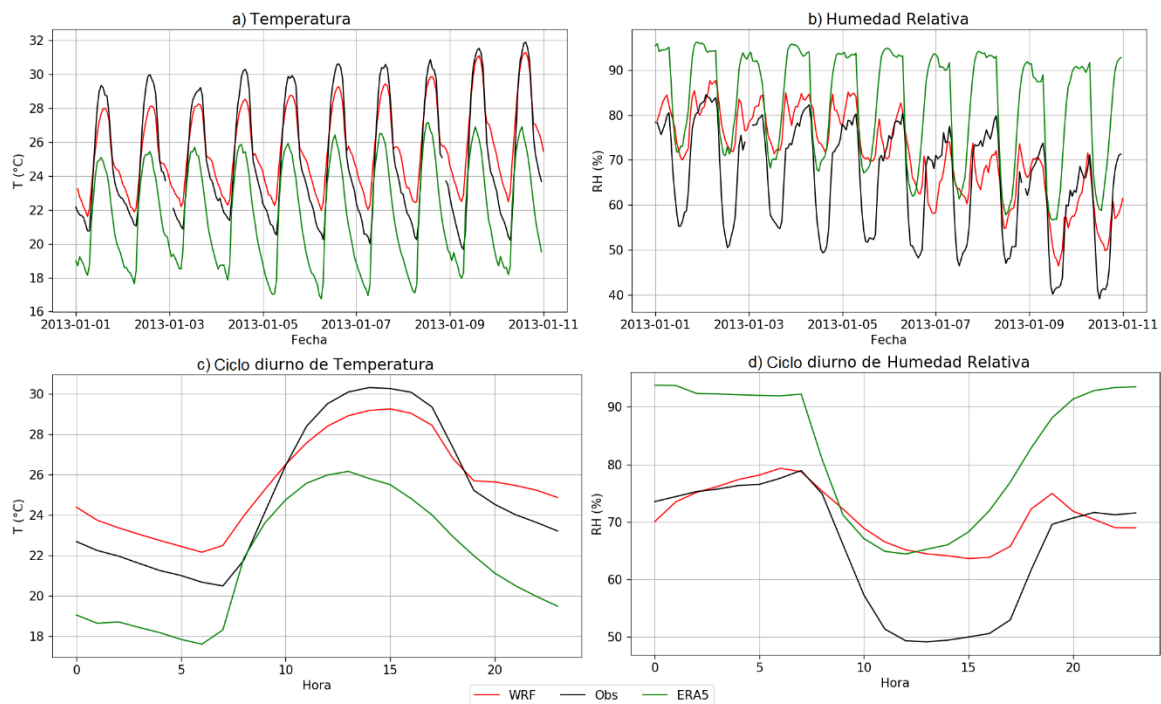 a) Temperatura
32
30
28
26
24
22
20
18
16
T (°C)
2013-01-01 2013-01-03 2013-01-05 2013-01-07 2013-01-09 2013-01-11
Fecha
b) Humedad Relativa
90
80
70
60
50
40
RH (%)
2013-01-01 2013-01-03 2013-01-05 2013-01-07 2013-01-09 2013-01-11
Fecha
c) Ciclo diurno de Temperatura
30
28
26
24
22
20
18
T (°C)
0 5 10 15 20
Hora
d) Ciclo diurno de Humedad Relativa
90
80
70
60
50
RH (%)
0 5 10 15 20
Hora
WRF Obs ERA5